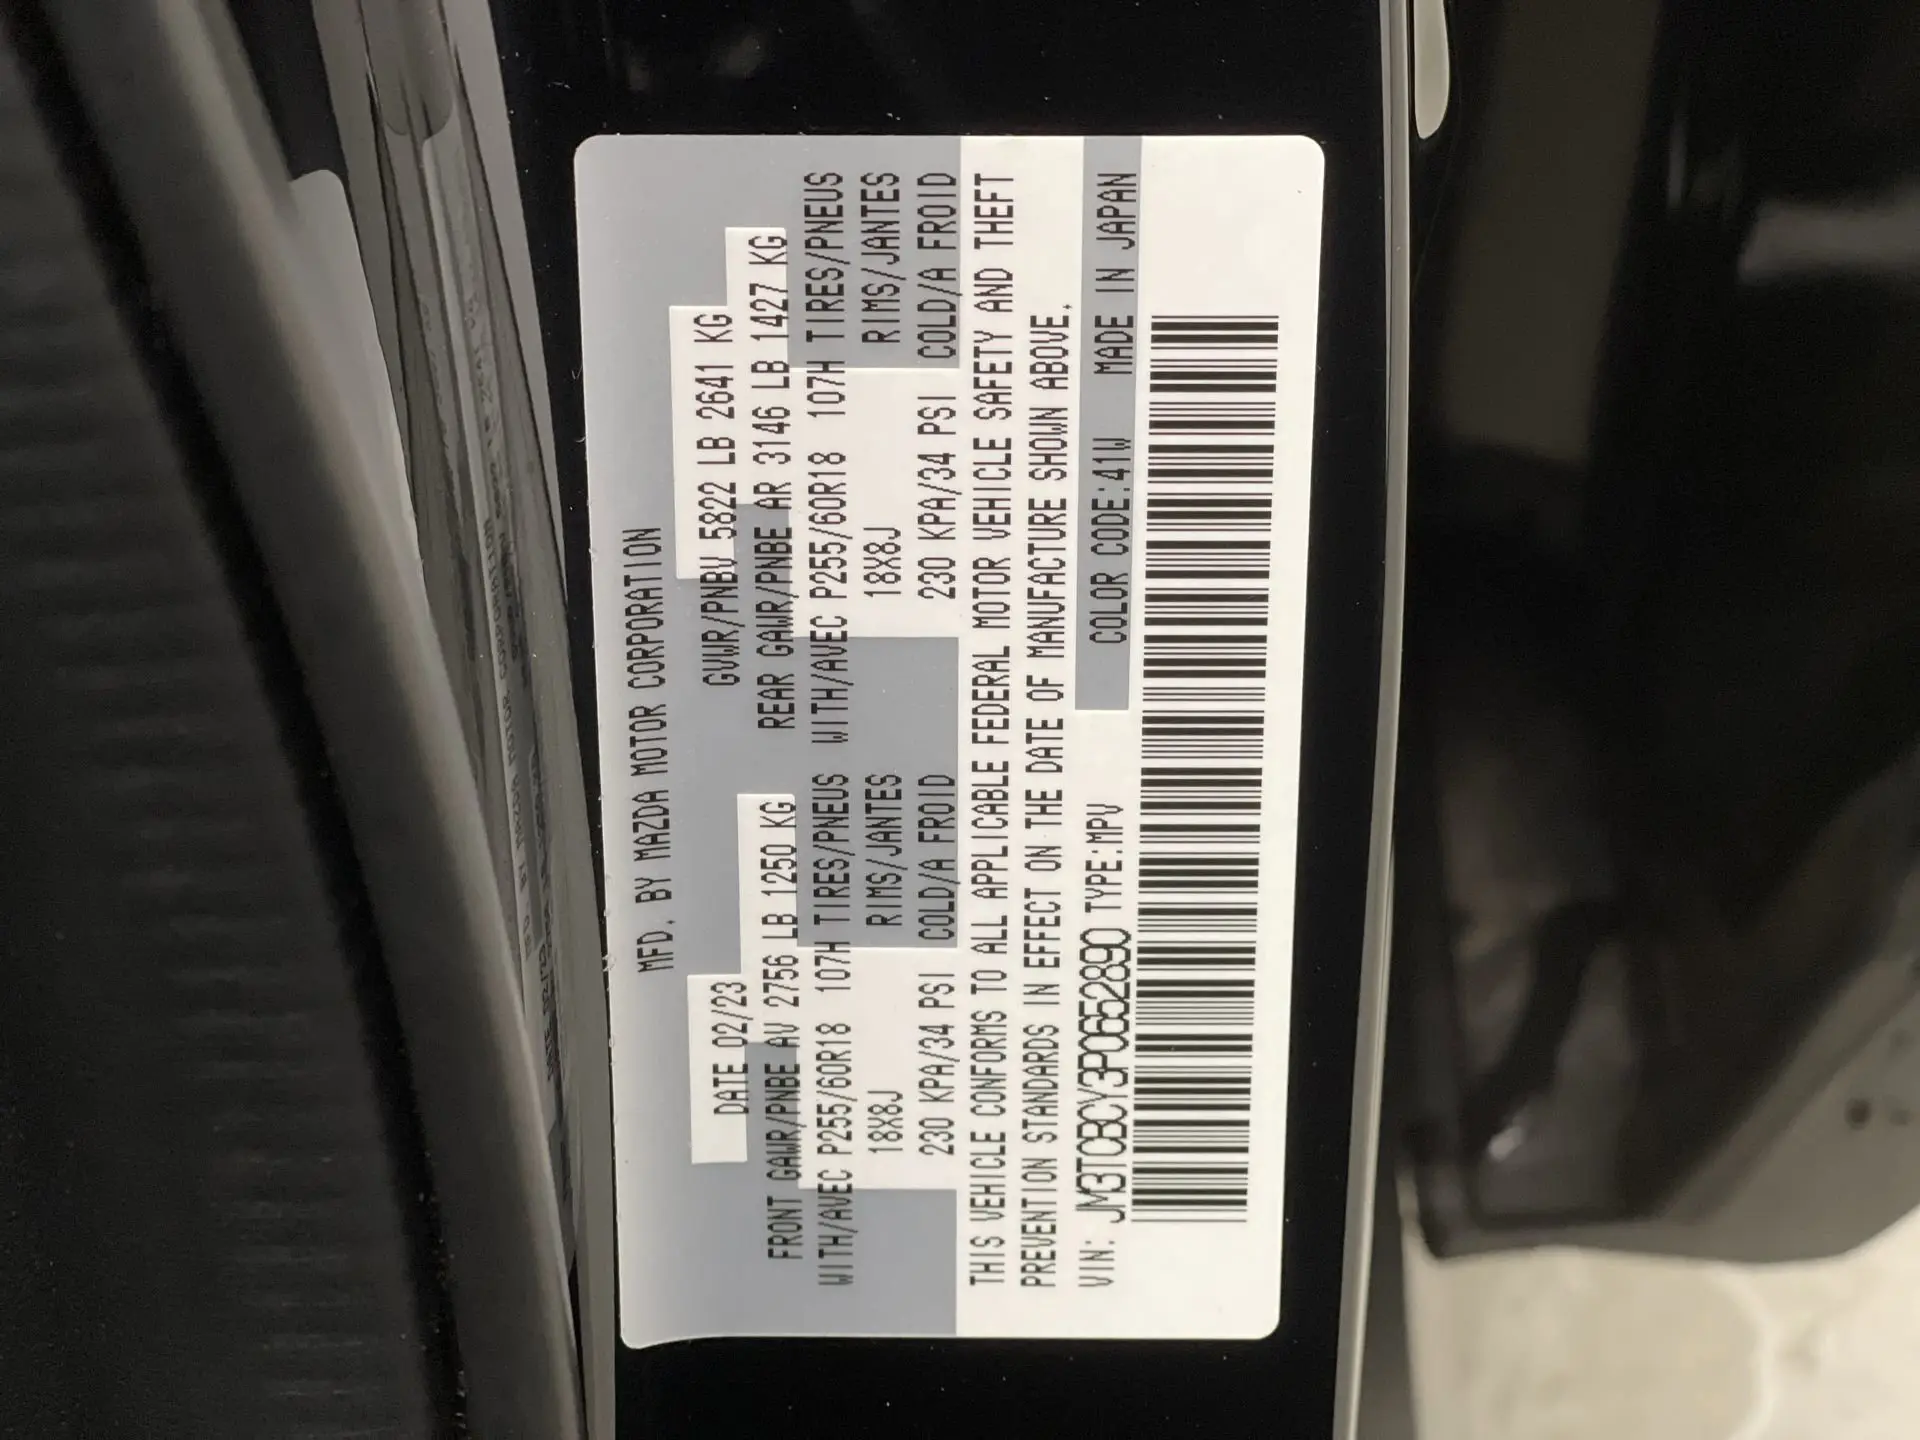 MFD. BY MAZDA MOTOR CORPORATION
DATE 02/23 GVWR/PNBV 5822 LB 2641 KG
FRONT GAWR/PNBE AV 2756 LB 1250 KG REAR GAWR/PNBE AR 3146 LB 1427 KG
WITH/AVEC P255/60R18 107H TIRES/PNEUS WITH/AVEC P255/60R18 107H TIRES/PNEUS
18X8J RIMS/JANTES 18X8J RIMS/JANTES
230 KPA/34 PSI COLD/A FROID 230 KPA/34 PSI COLD/A FROID
THIS VEHICLE CONFORMS TO ALL APPLICABLE FEDERAL MOTOR VEHICLE SAFETY AND THEFT
PREVENTION STANDARDS IN EFFECT ON THE DATE OF MANUFACTURE SHOWN ABOVE.
VIN: JM3TCBCY3P0652890 TYPE:MPV COLOR CODE:41W MADE IN JAPAN